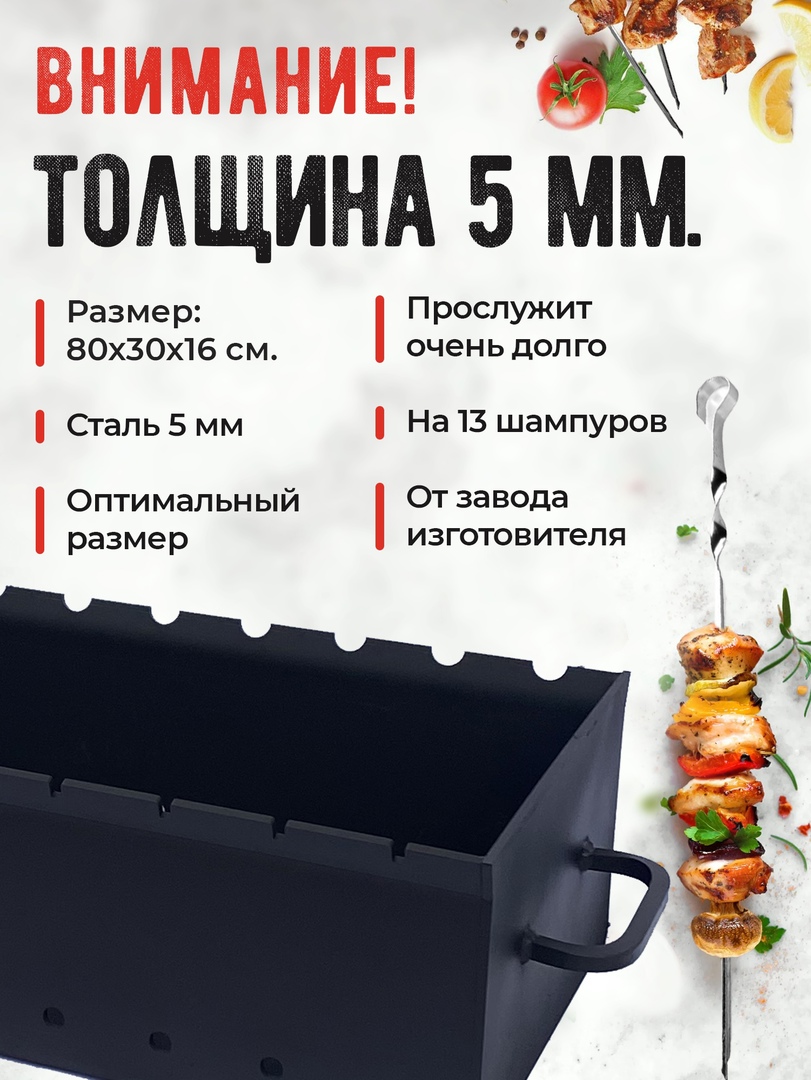 ВНИМАНИЕ!
ТОЛЩИНА 5 ММ.
Размер:
80х30х16 см.
Сталь 5 мм
Оптимальный
размер
Прослужит
очень долго
На 13 шампуров
От завода
изготовителя